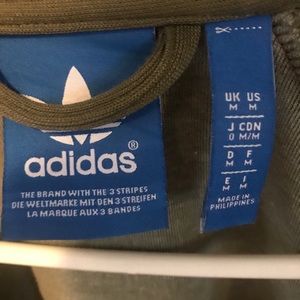 adidas®
THE BRAND WITH THE 3 STRIPES
DIE WELTMARKE MIT DEN 3 STREIFEN
LA MARQUE AUX 3 BANDES
UK US
M M
J CDN
O M/M
D F
M M
E I
M M
MADE IN
PHILIPPINES